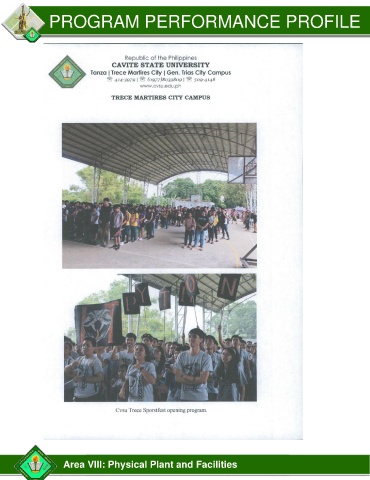 PROGRAM PERFORMANCE PROFILE
Republic of the Philippines
CAVITE STATE UNIVERSITY
Tanza | Trece Martires City | Gen. Trias City Campus
www.cvsu.edu.ph
TRECE MARTIRES CITY CAMPUS
Cvsu Trece Sporstfest opening program.
Area VIII: Physical Plant and Facilities